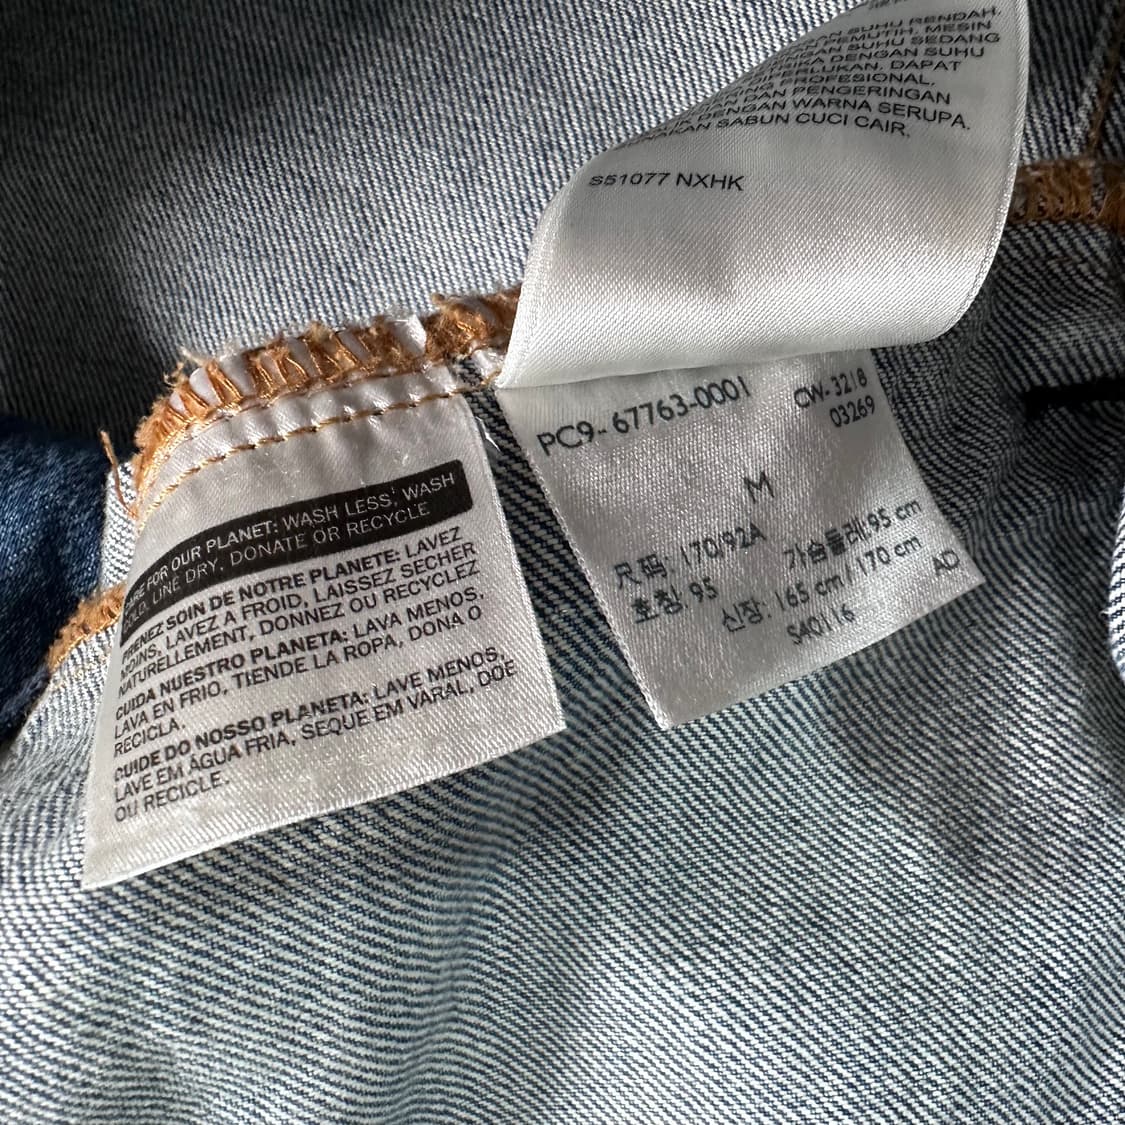 SUHU RENDAH.
PEMUTIH. MESIN
SUHU SEDANG
DENGAN SUHU
DIPERLUKAN. DAPAT
PROFESIONAL.
DAN PENGERINGAN
DENGAN WARNA SERUPA.
SABUN CUCI CAIR.
S51077 NXHK
PC9-67763-0001
CW-3218
03269
M
尺码: 170/92A
가슴둘레:95 cm
호칭. 95
신장: 165 cm / 170 cm
SA0116
AD
FOR OUR PLANET: WASH LESS, WASH
LINE DRY, DONATE OR RECYCLE
PRENEZ SOIN DE NOTRE PLANETE: LAVEZ
MOINS, LAVEZ A FROID, LAISSEZ SECHER
NATURELLEMENT, DONNEZ OU RECYCLEZ
CUIDA NUESTRO PLANETA: LAVA MENOS,
LAVA EN FRIO, TIENDE LA ROPA, DONA O
RECICLA.
CUIDE DO NOSSO PLANETA: LAVE MENOS,
LAVE EM ÁGUA FRIA, SEQUE EM VARAL, DOE
OU RECICLE.